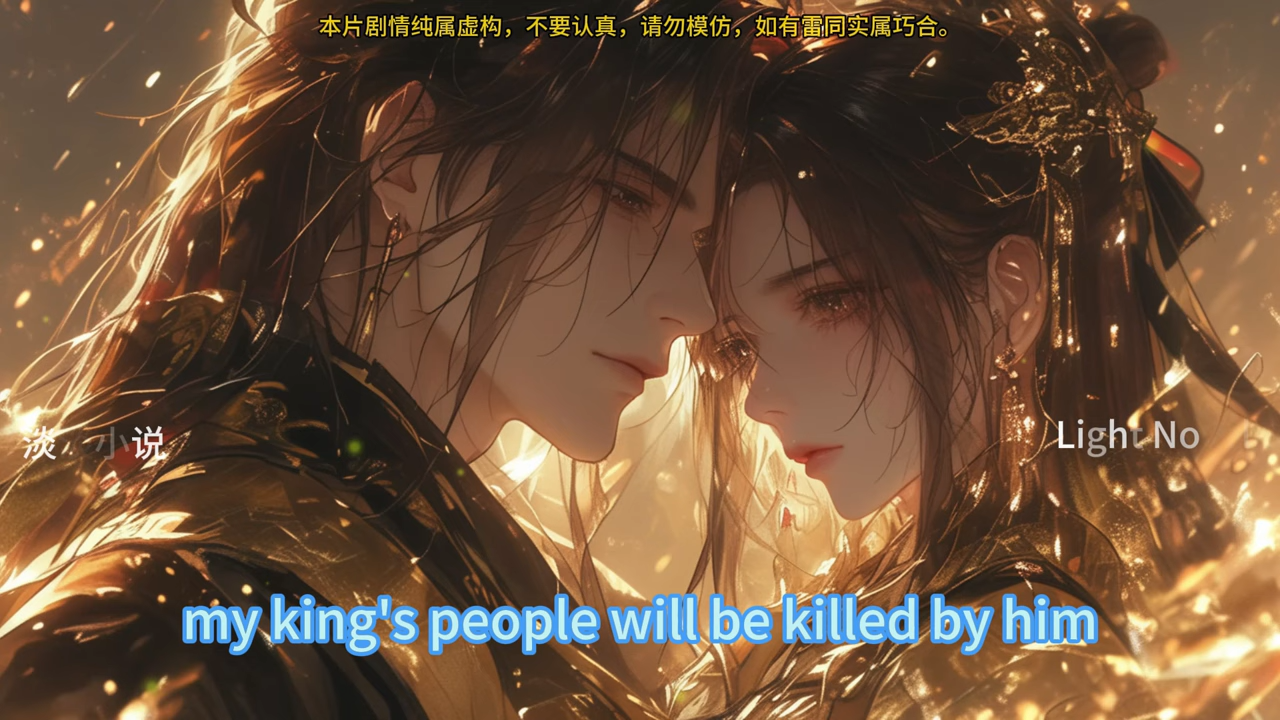 本片剧情纯属虚构，不要认真，请勿模仿，如有雷同实属巧合。
淡 小说
Light No
my king's people will be killed by him